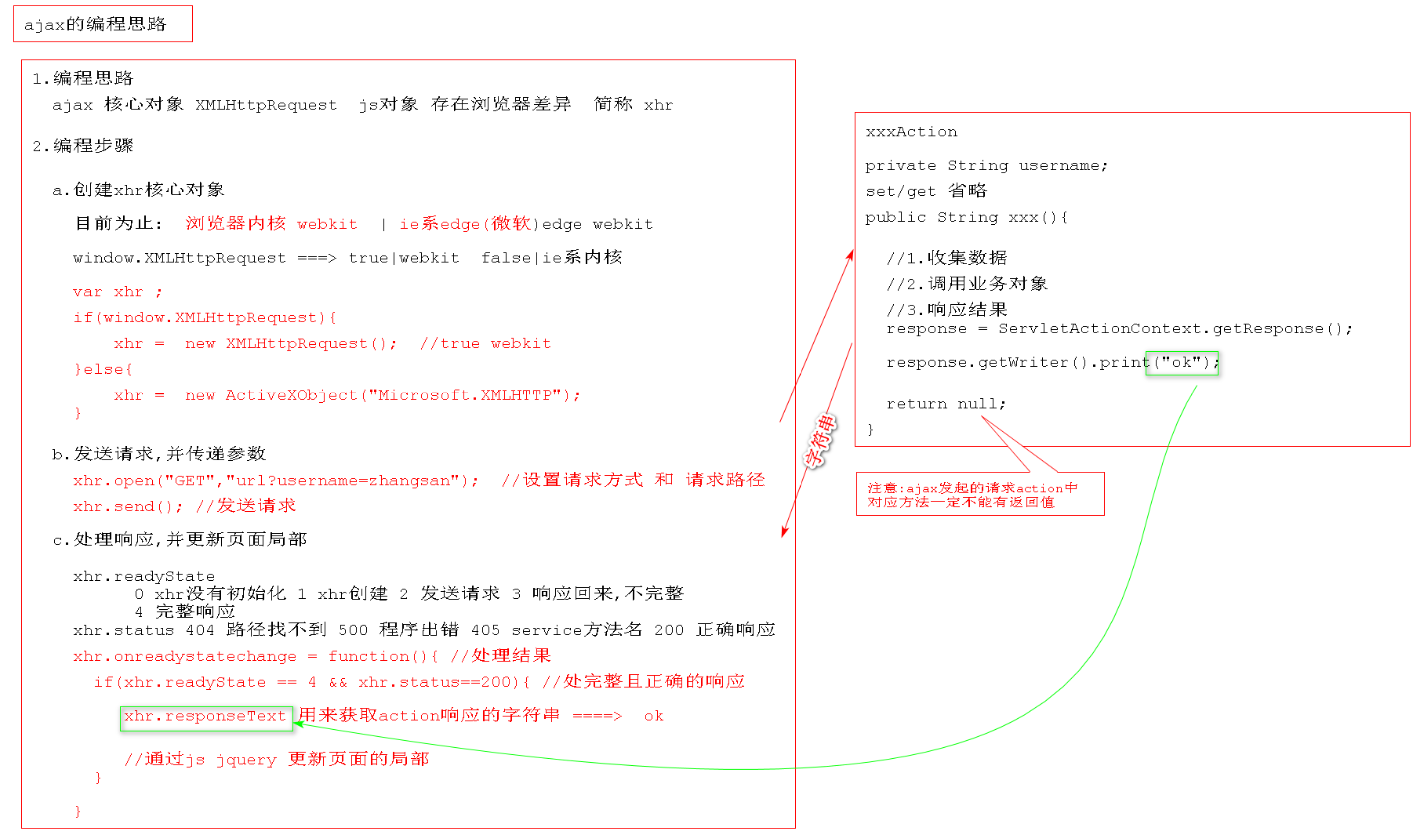 ajax的编程思路
1.编程思路
ajax 核心对象 XMLHttpRequest js对象 存在浏览器差异 简称 xhr
2.编程步骤
a.创建xhr核心对象
目前为止: 浏览器内核 webkit | ie系edge(微软)edge webkit
window.XMLHttpRequest ===> true|webkit false|ie系内核
var xhr ;
if(window.XMLHttpRequest){
xhr = new XMLHttpRequest(); //true webkit
}else{
xhr = new ActiveXObject("Microsoft.XMLHTTP");
}
b.发送请求,并传递参数
xhr.open("GET","url?username=zhangsan"); //设置请求方式 和 请求路径
xhr.send(); //发送请求
c.处理响应,并更新页面局部
xhr.readyState
0 xhr没有初始化 1 xhr创建 2 发送请求 3 响应回来,不完整
4 完整响应
xhr.status 404 路径找不到 500 程序出错 405 service方法名 200 正确响应
xhr.onreadystatechange = function(){ //处理结果
if(xhr.readyState == 4 && xhr.status==200){ //处完整且正确的响应
xhr.responseText 用来获取action响应的字符串 ====> ok
//通过js jquery 更新页面的局部
}
}
字符串
xxxAction
private String username;
set/get 省略
public String xxx(){
//1.收集数据
//2.调用业务对象
//3.响应结果
response = ServletActionContext.getResponse();
response.getWriter().print("ok");
return null;
}
注意:ajax发起的请求action中
对应方法一定不能有返回值